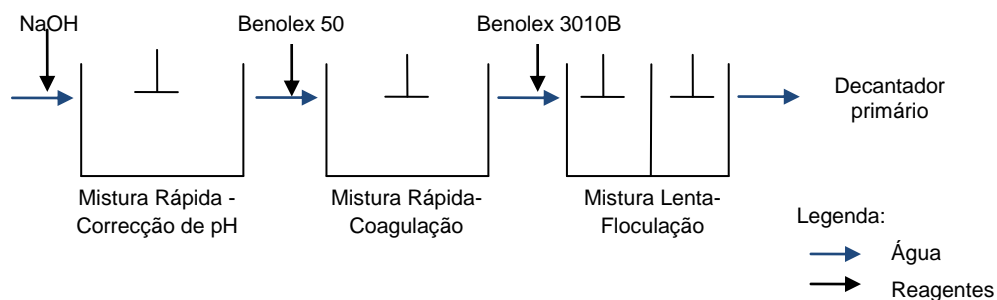 NaOH
Benolex 50
Benolex 3010B
Decantador
primário
Mistura Rápida -
Correcção de pH
Mistura Rápida-
Coagulação
Mistura Lenta-
Floculação
Legenda:
Água
Reagentes